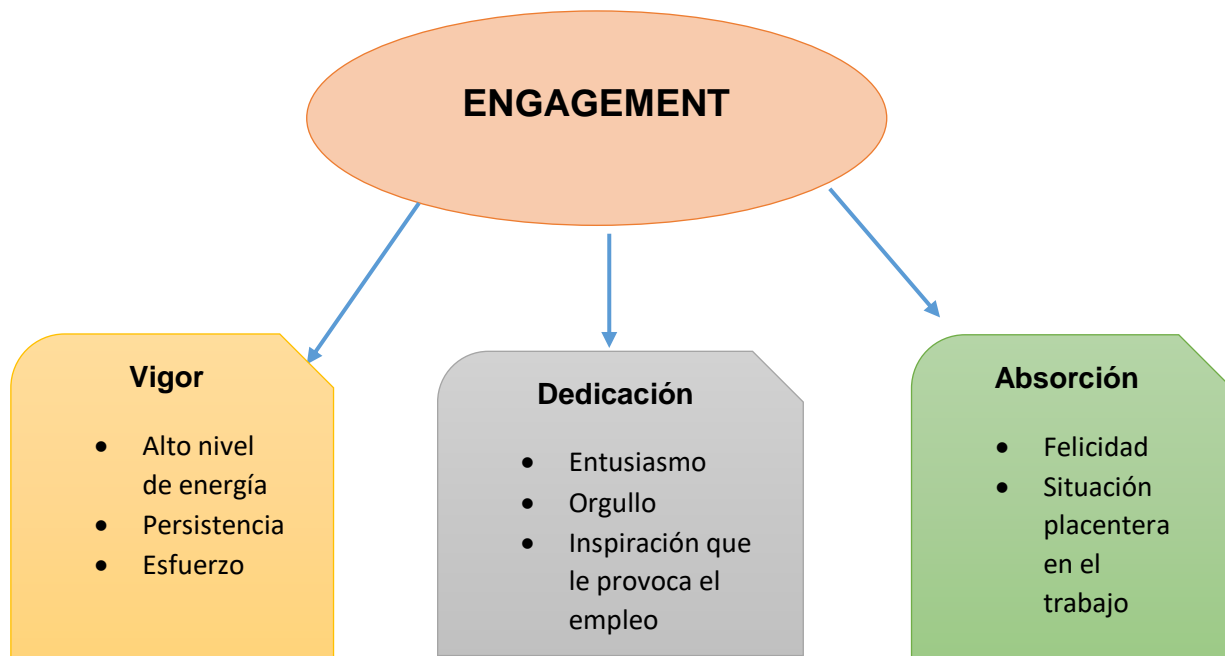 ENGAGEMENT
Vigor
• Alto nivel
de energía
• Persistencia
• Esfuerzo
Dedicación
• Entusiasmo
• Orgullo
• Inspiración que
le provoca el
empleo
Absorción
• Felicidad
• Situación
placentera
en el
trabajo